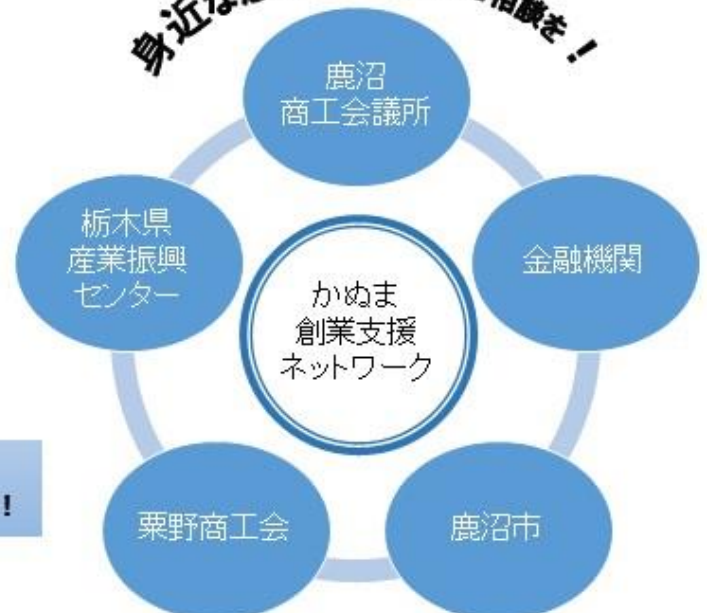 身近な
相談を！
鹿沼
商工会議所
栃木県
産業振興
センター
金融機関
かぬま
創業支援
ネットワーク
！
粟野商工会
鹿沼市